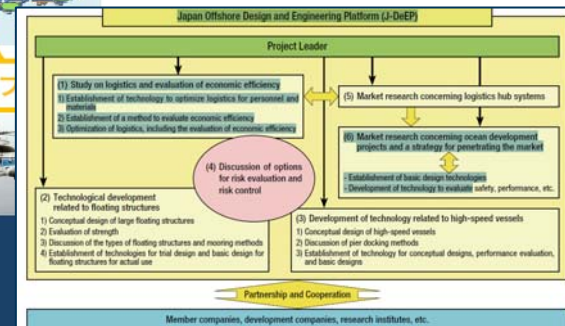 Japan Offshore Design and Engineering Platform (J-DeEP)
Project Leader
(1) Study on logistics and evaluation of economic efficiency
1) Establishment of technology to optimize logistics for personnel and
materials
2) Establishment of a method to evaluate economic efficiency
3) Optimization of logistics, including the evaluation of economic efficiency
(5) Market research concerning logistics hub systems
(6) Market research concerning ocean development
projects and a strategy for penetrating the market
- Establishment of basic design technologies
- Development of technology to evaluate safety, performance, etc.
(4) Discussion of options
for risk evaluation and
risk control
(2) Technological development
related to floating structures
1) Conceptual design of large floating structures
2) Evaluation of strength
3) Discussion of the types of floating structures and mooring methods
4) Establishment of technologies for trial design and basic design for
floating structures for actual use
(3) Development of technology related to high-speed vessels
1) Conceptual design of high-speed vessels
2) Discussion of pier docking methods
3) Establishment of technology for conceptual designs, performance evaluation,
and basic designs
Partnership and Cooperation
Member companies, development companies, research institutes, etc.